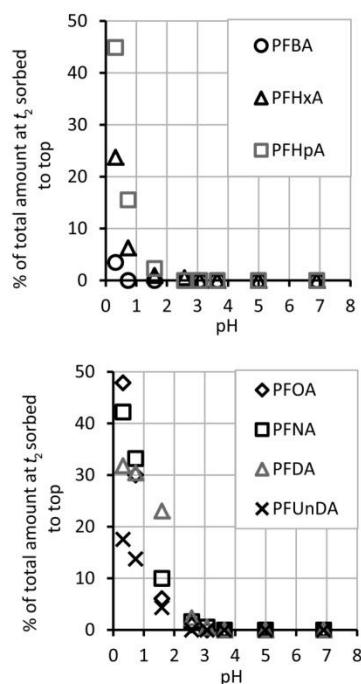 % of total amount at t₂ sorbed
to top
50
40
30
20
10
0
PFBA
PFHxA
PFHpA
0 1 2 3 4 5 6 7 8
pH
% of total amount at t₂ sorbed
to top
50
40
30
20
10
0
PFOA
PFNA
PFDA
PFUnDA
0 1 2 3 4 5 6 7 8
pH